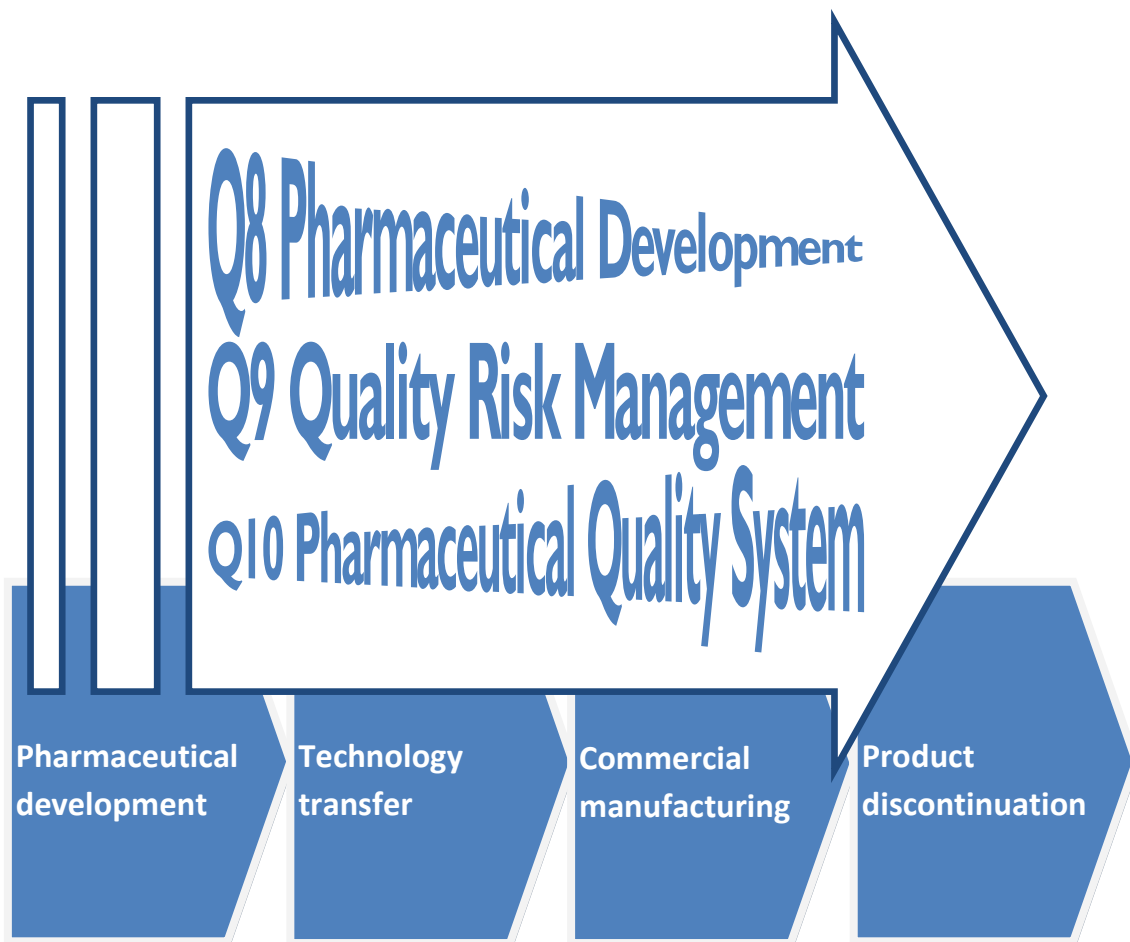 Q8 Pharmaceutical Development
Q9 Quality Risk Management
Q10 Pharmaceutical Quality System
Pharmaceutical
development
Technology
transfer
Commercial
manufacturing
Product
discontinuation